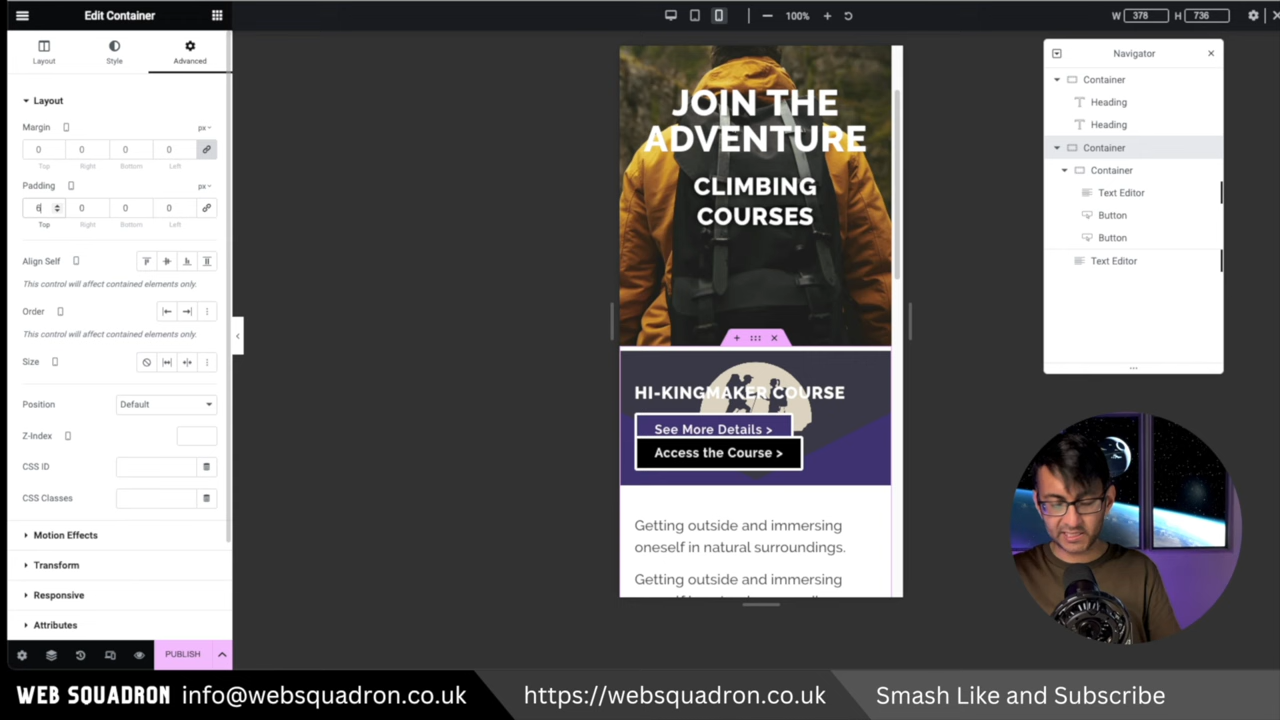 Edit Container
100%
W 378 H 736
Layout
Style
Advanced
Layout
Margin
px
0 0 0 0
Top Right Bottom Left
Padding
px
6 0 0 0
Top Right Bottom Left
Align Self
This control will affect contained elements only.
Order
This control will affect contained elements only.
Size
Position
Default
Z-Index
CSS ID
CSS Classes
Motion Effects
Transform
Responsive
Attributes
PUBLISH
JOIN THE
ADVENTURE
CLIMBING
COURSES
HI-KINGMAKER COURSE
See More Details >
Access the Course >
Getting outside and immersing
oneself in natural surroundings.
Getting outside and immersing
Navigator
Container
Heading
Heading
Container
Container
Text Editor
Button
Button
Text Editor
WEB SQUADRON info@websquadron.co.uk
https://websquadron.co.uk
Smash Like and Subscribe